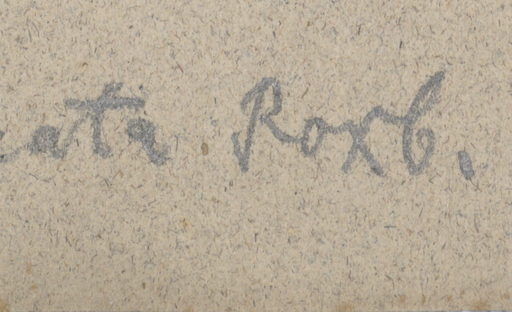 ata Roxb.